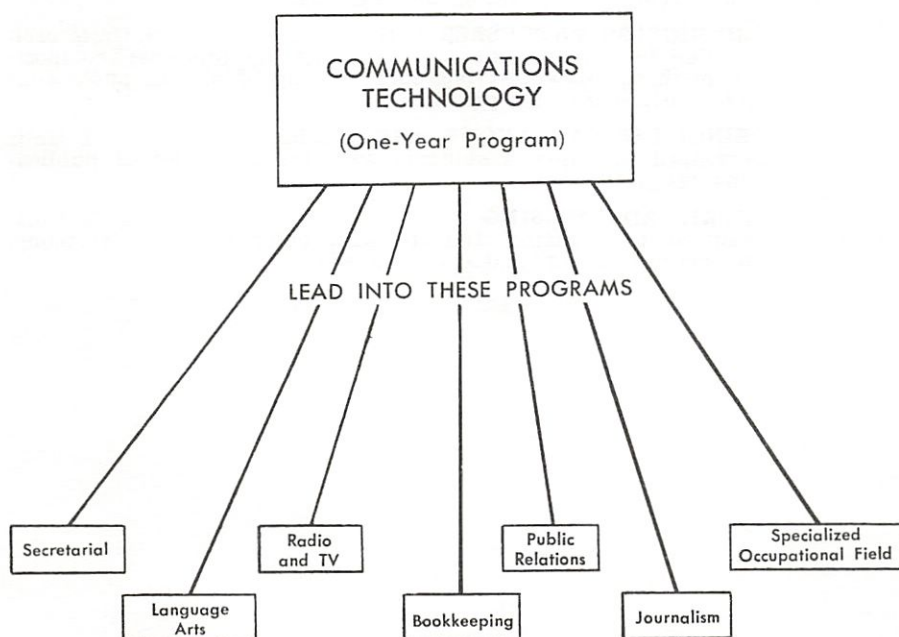 COMMUNICATIONS
TECHNOLOGY
(One-Year Program)
LEAD INTO THESE PROGRAMS
Secretarial
Language
Arts
Radio
and TV
Bookkeeping
Public
Relations
Journalism
Specialized
Occupational Field